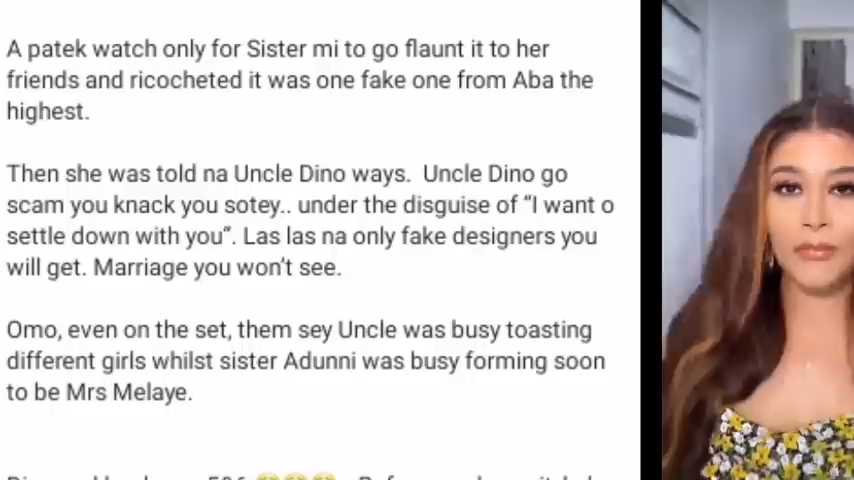 A patek watch only for Sister mi to go flaunt it to her
friends and ricocheted it was one fake one from Aba the
highest.
Then she was told na Uncle Dino ways. Uncle Dino go
scam you knack you sotey.. under the disguise of “I want o
settle down with you”. Las las na only fake designers you
will get. Marriage you won’t see.
Omo, even on the set, them sey Uncle was busy toasting
different girls whilst sister Adunni was busy forming soon
to be Mrs Melaye.